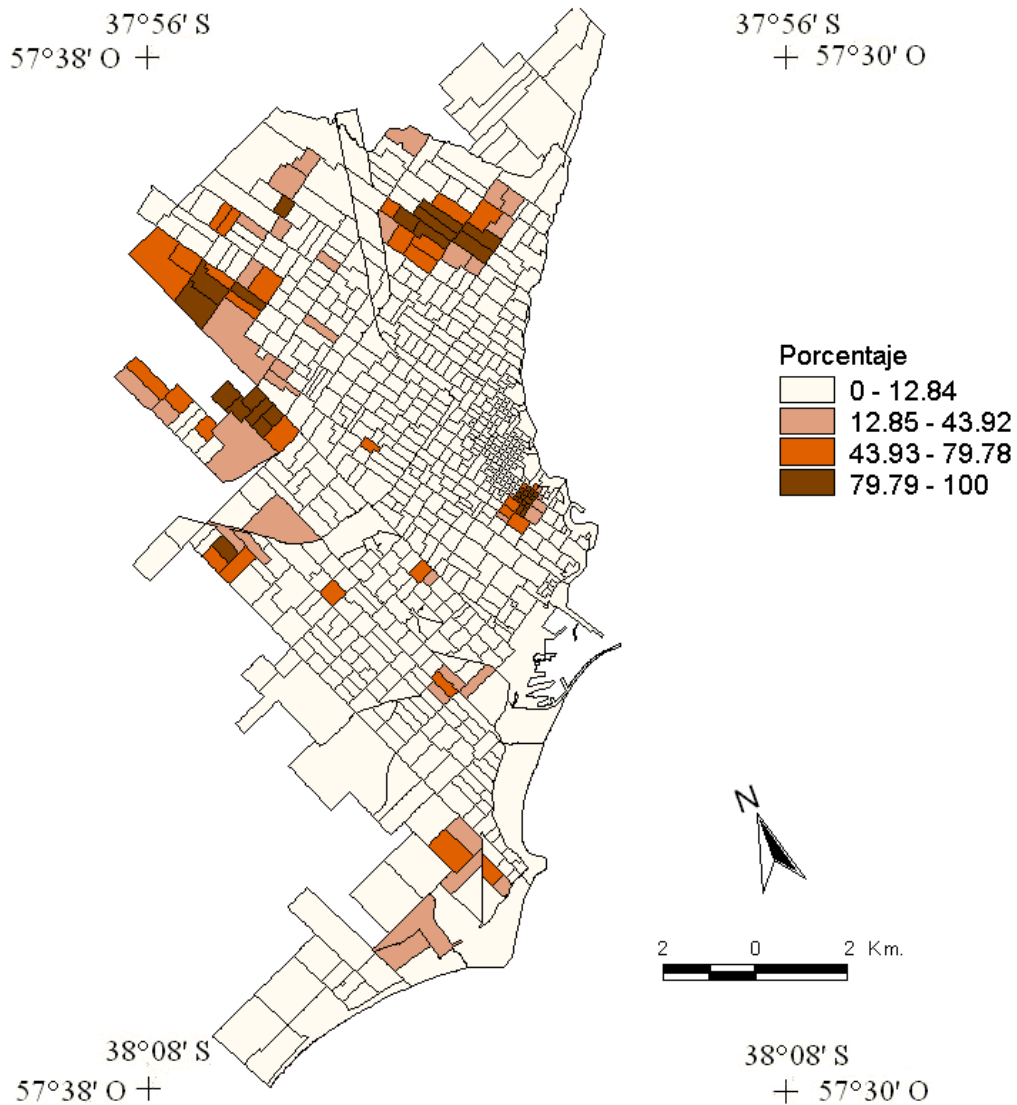 37°56' S
57°38' O
37°56' S
57°30' O
Porcentaje
0 - 12.84
12.85 - 43.92
43.93 - 79.78
79.79 - 100
N
2 0 2 Km.
38°08' S
57°38' O
38°08' S
57°30' O